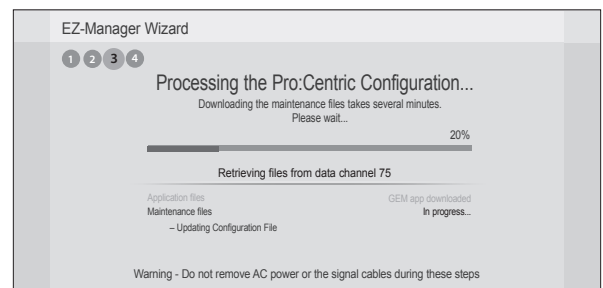 EZ-Manager Wizard
1 2 3 4
Processing the Pro:Centric Configuration...
Downloading the maintenance files takes several minutes.
Please wait...
20%
Retrieving files from data channel 75
Application files GEM app downloaded
Maintenance files In progress...
– Updating Configuration File
Warning - Do not remove AC power or the signal cables during these steps